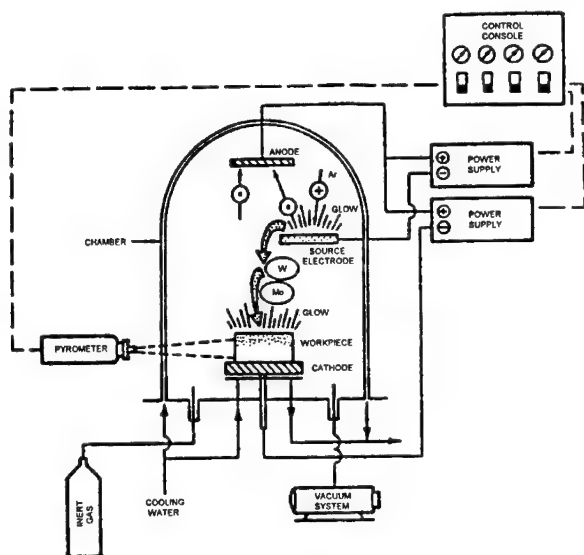 CONTROL
CONSOLE
ANODE
Ar
GLOW
POWER
SUPPLY
POWER
SUPPLY
CHAMBER
SOURCE
ELECTRODE
W
Mo
GLOW
WORKPIECE
PYROMETER
CATHODE
INERT
GAS
COOLING
WATER
VACUUM
SYSTEM